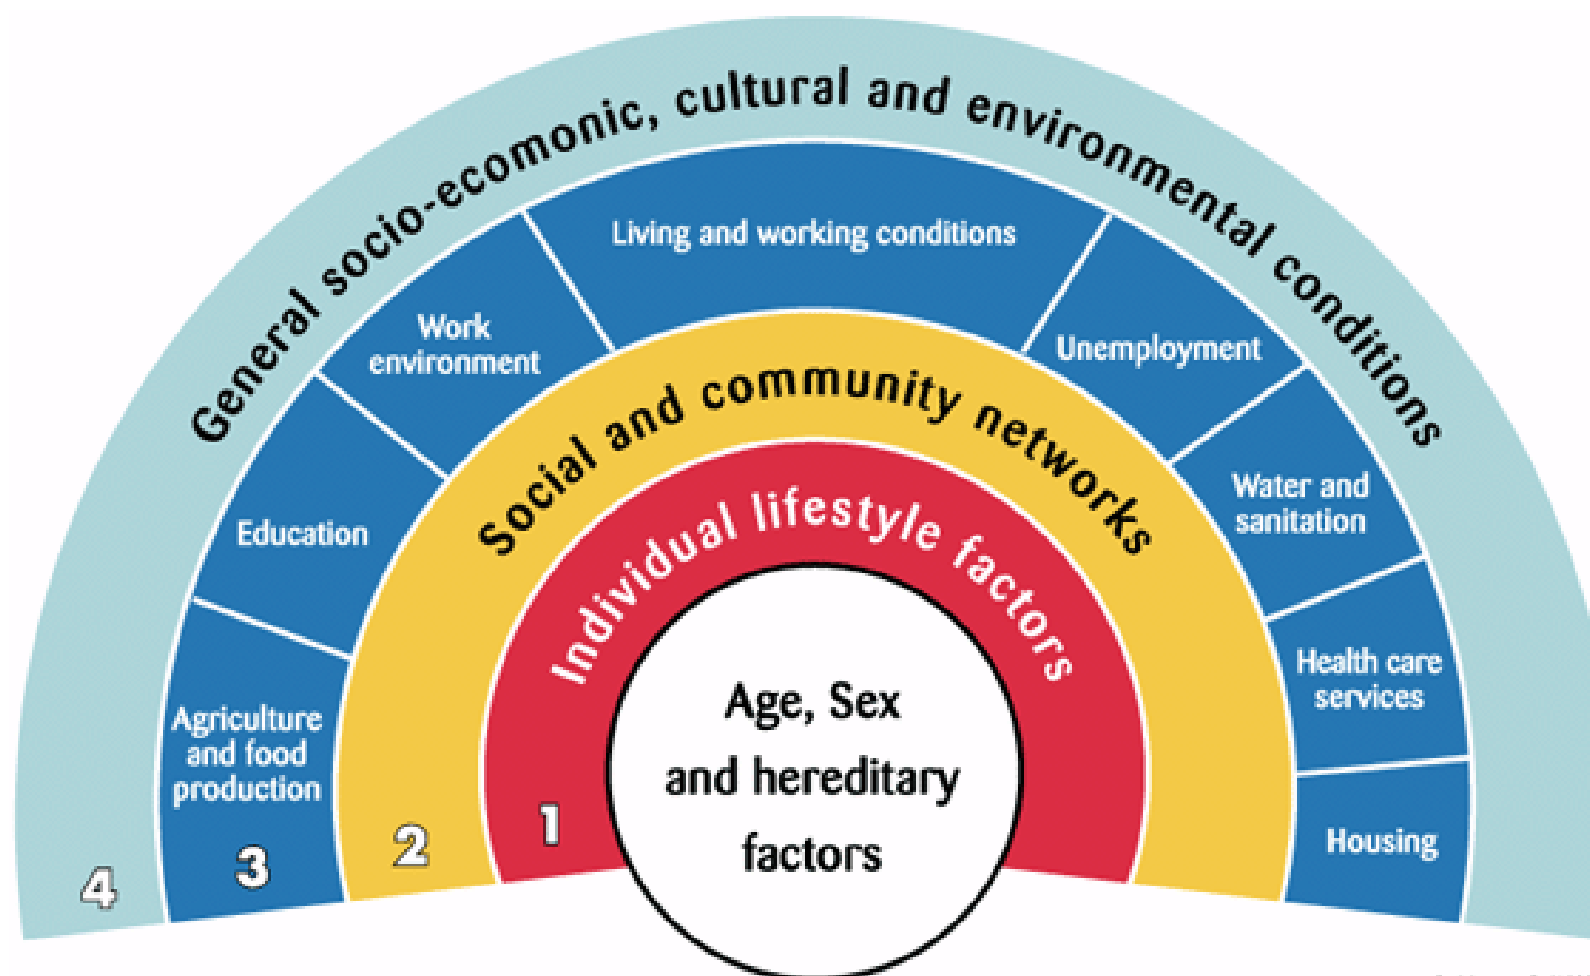 General socio-ecomonic, cultural and environmental conditions
Living and working conditions
Work
environment
Unemployment
Education
Water and
sanitation
Agriculture
and food
production
Health care
services
Housing
Social and community networks
Individual lifestyle factors
Age, Sex
and hereditary
factors
1
2
3
4